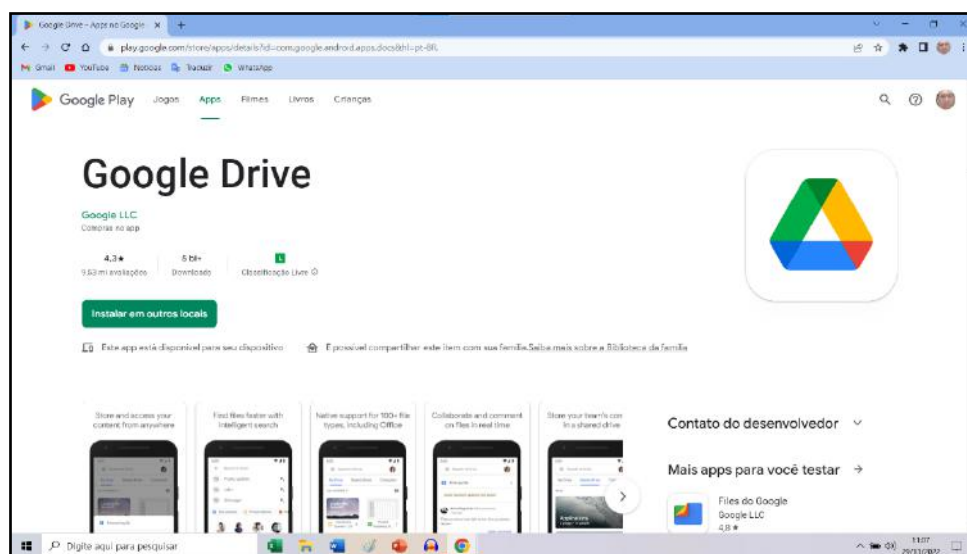 Google Drive – Apps no Google
play.google.com/store/apps/details?id=com.google.android.apps.docs&hl=pt-BR
Gmail YouTube Notícias Traduzir WhatsApp
Google Play Jogos Apps Filmes Livros Crianças
Google Drive
Google LLC
Compras no app
4,3★ 5 bi+ L
9,63 mi avaliações Downloads Classificação Livre
Instalar em outros locais
Este app está disponível para seu dispositivo É possível compartilhar este item com sua família. Saiba mais sobre a Biblioteca da família
Store and access your
content from anywhere
Find files faster with
intelligent search
Native support for 100+ file
types, including Office
Collaborate and comment
on files in real time
Store your team's con
in a shared drive
Contato do desenvolvedor
Mais apps para você testar
Files do Google
Google LLC
4,8★
Digite aqui para pesquisar
11:07
29/11/2022